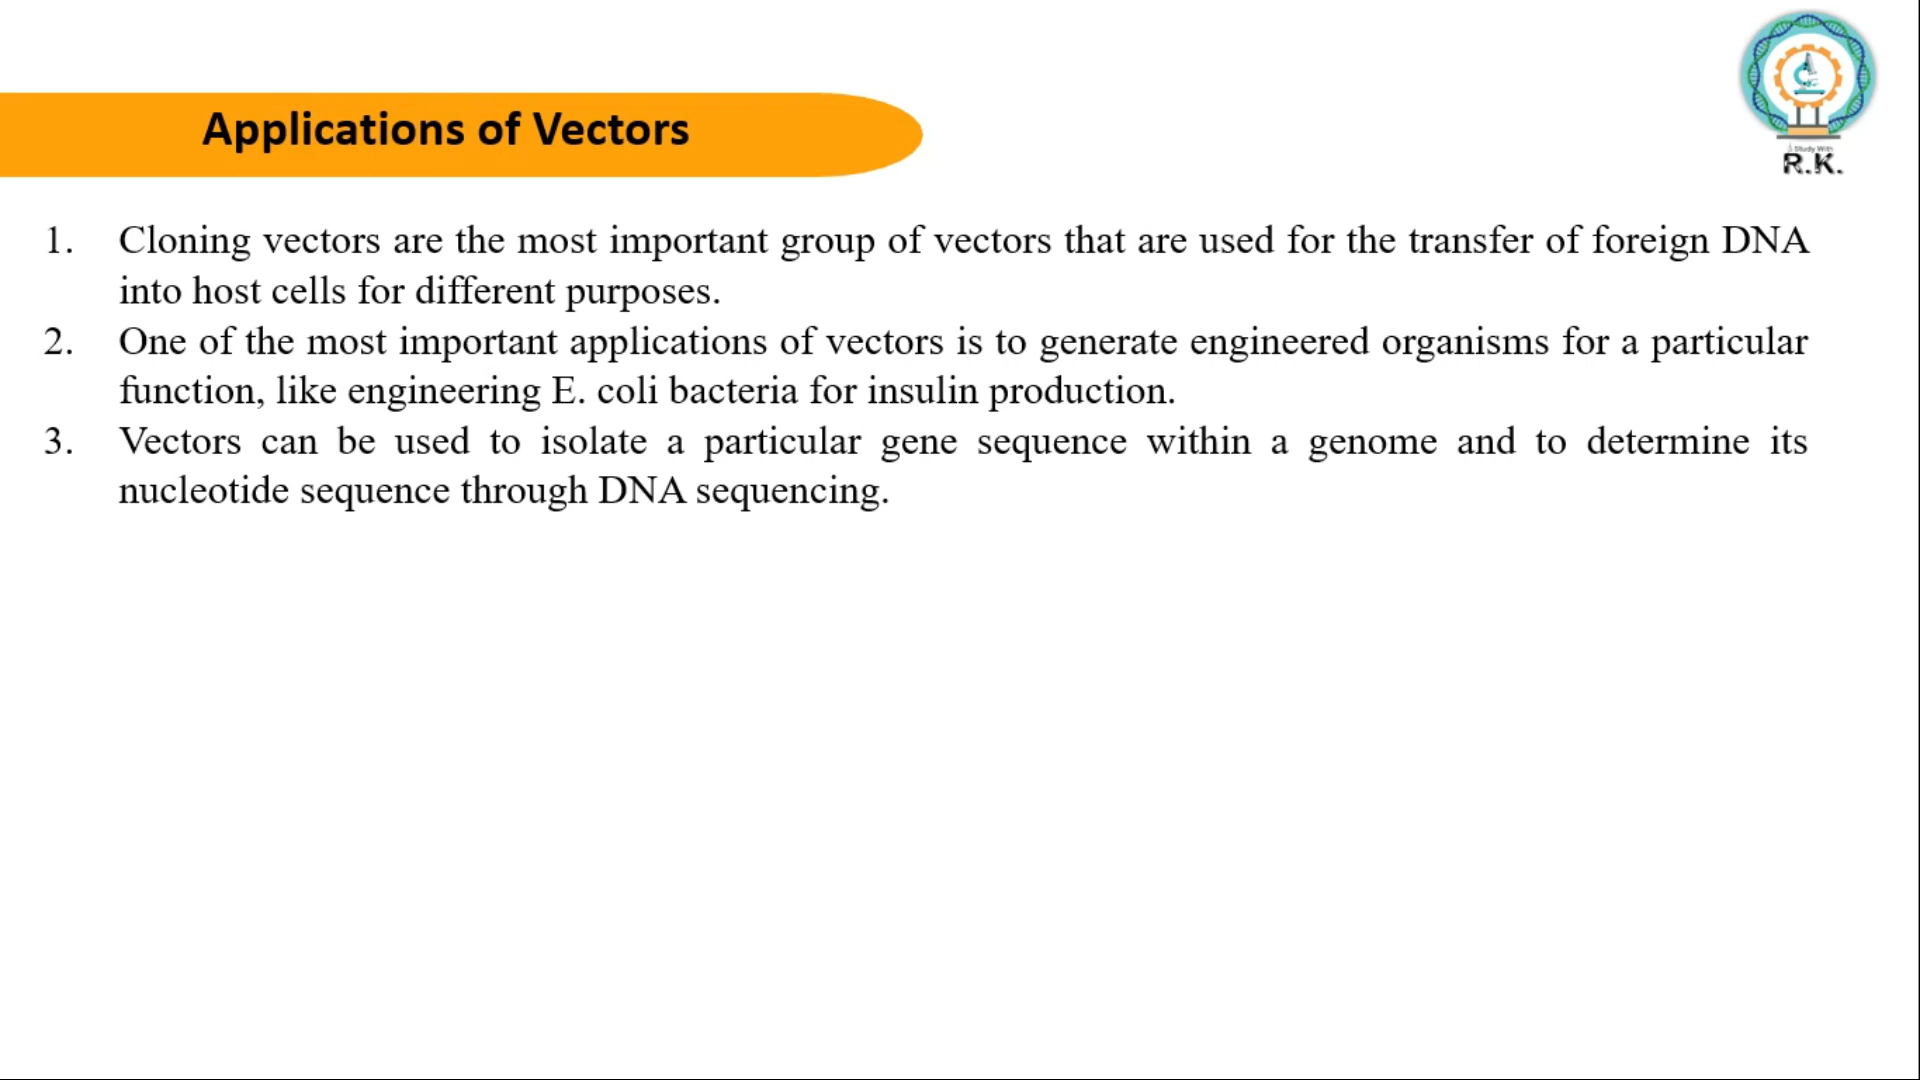 Applications of Vectors
Study With
R.K.
1. Cloning vectors are the most important group of vectors that are used for the transfer of foreign DNA
into host cells for different purposes.
2. One of the most important applications of vectors is to generate engineered organisms for a particular
function, like engineering E. coli bacteria for insulin production.
3. Vectors can be used to isolate a particular gene sequence within a genome and to determine its
nucleotide sequence through DNA sequencing.